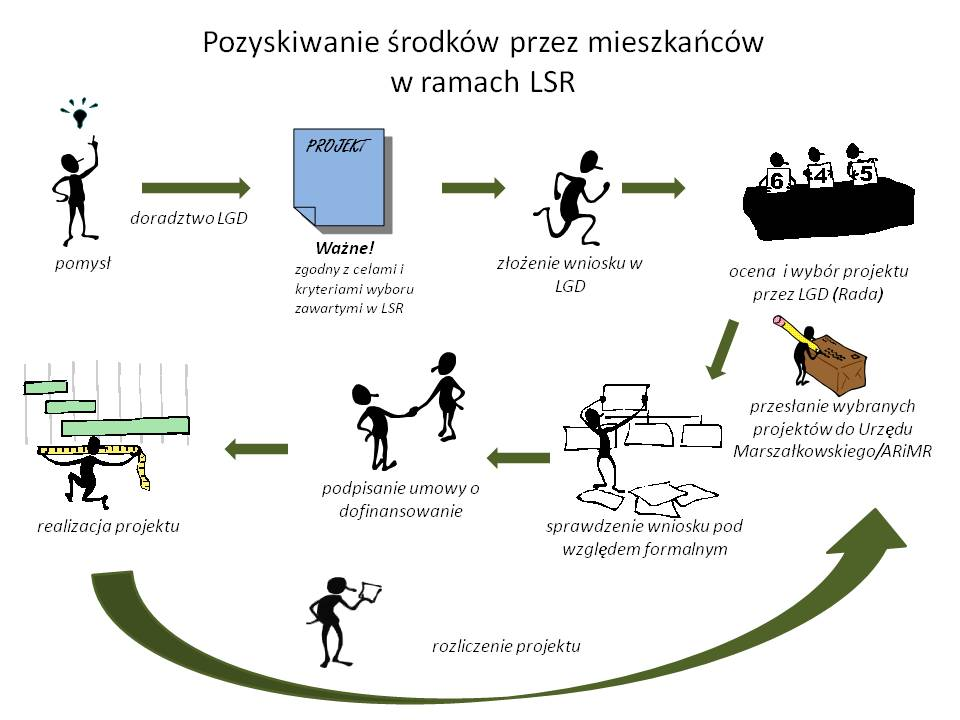 Pozyskiwanie środków przez mieszkańców
w ramach LSR
pomysł
doradztwo LGD
PROJEKT
Ważne!
zgodny z celami i
kryteriami wyboru
zawartymi w LSR
złożenie wniosku w
LGD
6 4 5
ocena i wybór projektu
przez LGD (Rada)
przesłanie wybranych
projektów do Urzędu
Marszałkowskiego/ARiMR
sprawdzenie wniosku pod
względem formalnym
podpisanie umowy o
dofinansowanie
realizacja projektu
rozliczenie projektu